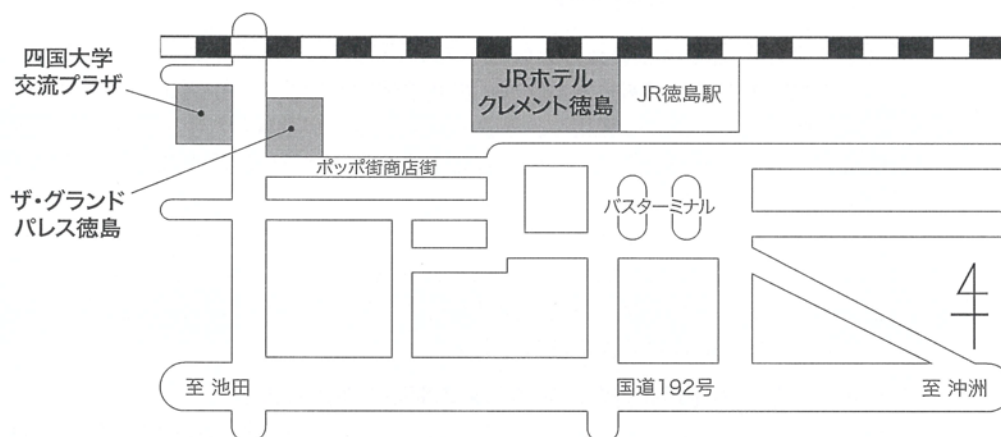 四国大学
交流プラザ
JRホテル
クレメント徳島
JR徳島駅
ポッポ街商店街
ザ・グランド
パレス徳島
バスターミナル
至 池田
国道192号
至 沖洲